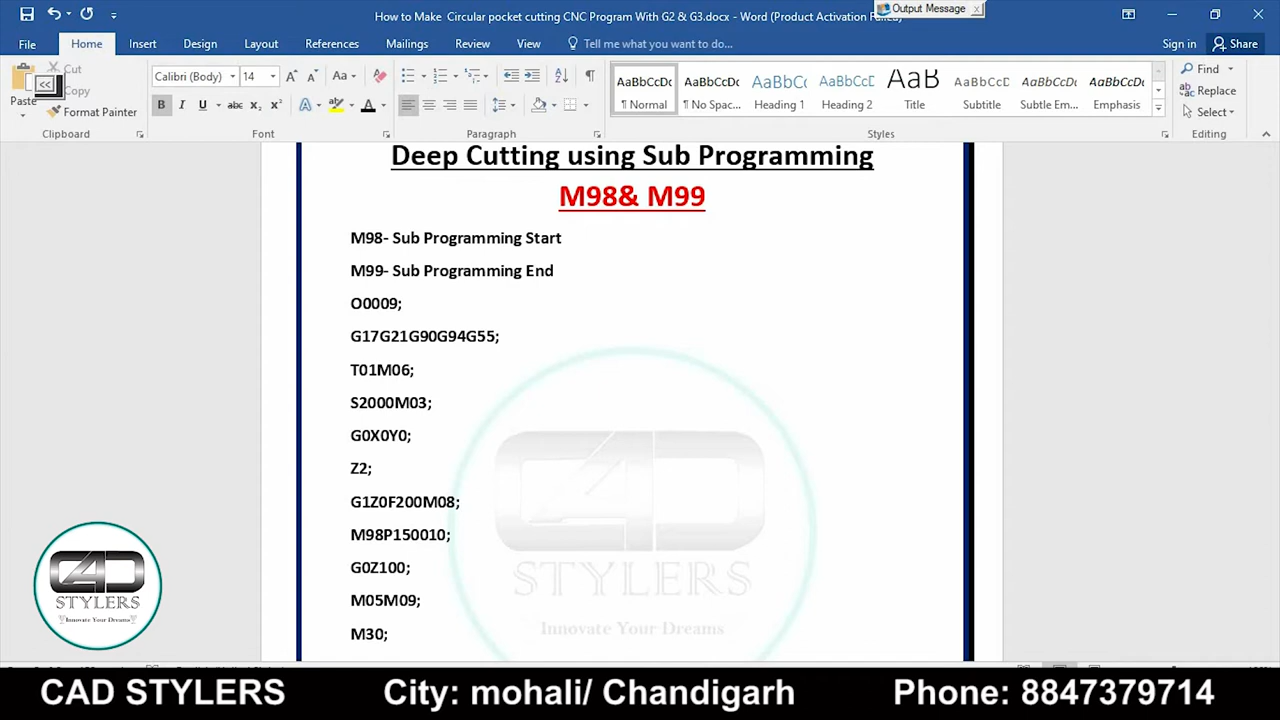 How to Make Circular pocket cutting CNC Program With G2 & G3.docx - Word (Product Activation Failed)
Output Message
File Home Insert Design Layout References Mailings Review View Tell me what you want to do... Sign in Share
Cut
Copy
Paste
Format Painter
Clipboard
Calibri (Body) 14
Font
Paragraph
AaBbCcDc AaBbCcDc AaBbC AaBbCcC AaB AaBbCcD AaBbCcDc AaBbCcDc
¶ Normal ¶ No Spac... Heading 1 Heading 2 Title Subtitle Subtle Em... Emphasis
Styles
Find
Replace
Select
Editing
Deep Cutting using Sub Programming
M98& M99
M98- Sub Programming Start
M99- Sub Programming End
O0009;
G17G21G90G94G55;
T01M06;
S2000M03;
G0X0Y0;
Z2;
G1Z0F200M08;
M98P150010;
G0Z100;
M05M09;
M30;
CAD
STYLERS
Innovate Your Dreams
CAD
STYLERS
Innovate Your Dreams
CAD STYLERS City: mohali/ Chandigarh Phone: 8847379714